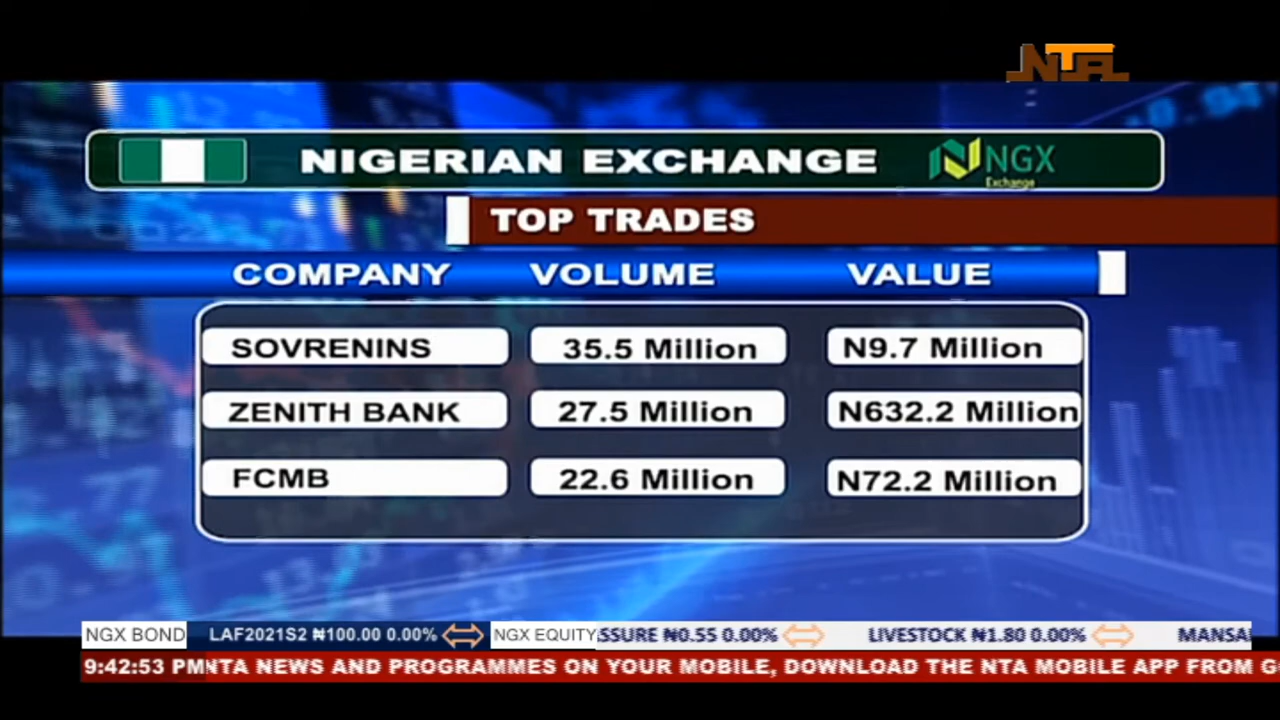 NTA
NIGERIAN EXCHANGE NGX
Exchange
TOP TRADES
COMPANY VOLUME VALUE
SOVRENINS 35.5 Million N9.7 Million
ZENITH BANK 27.5 Million N632.2 Million
FCMB 22.6 Million N72.2 Million
NGX BOND LAF2021S2 ₦100.00 0.00% NGX EQUITY SSURE ₦0.55 0.00% LIVESTOCK ₦1.80 0.00% MANSA
9:42:53 PM NTA NEWS AND PROGRAMMES ON YOUR MOBILE, DOWNLOAD THE NTA MOBILE APP FROM G